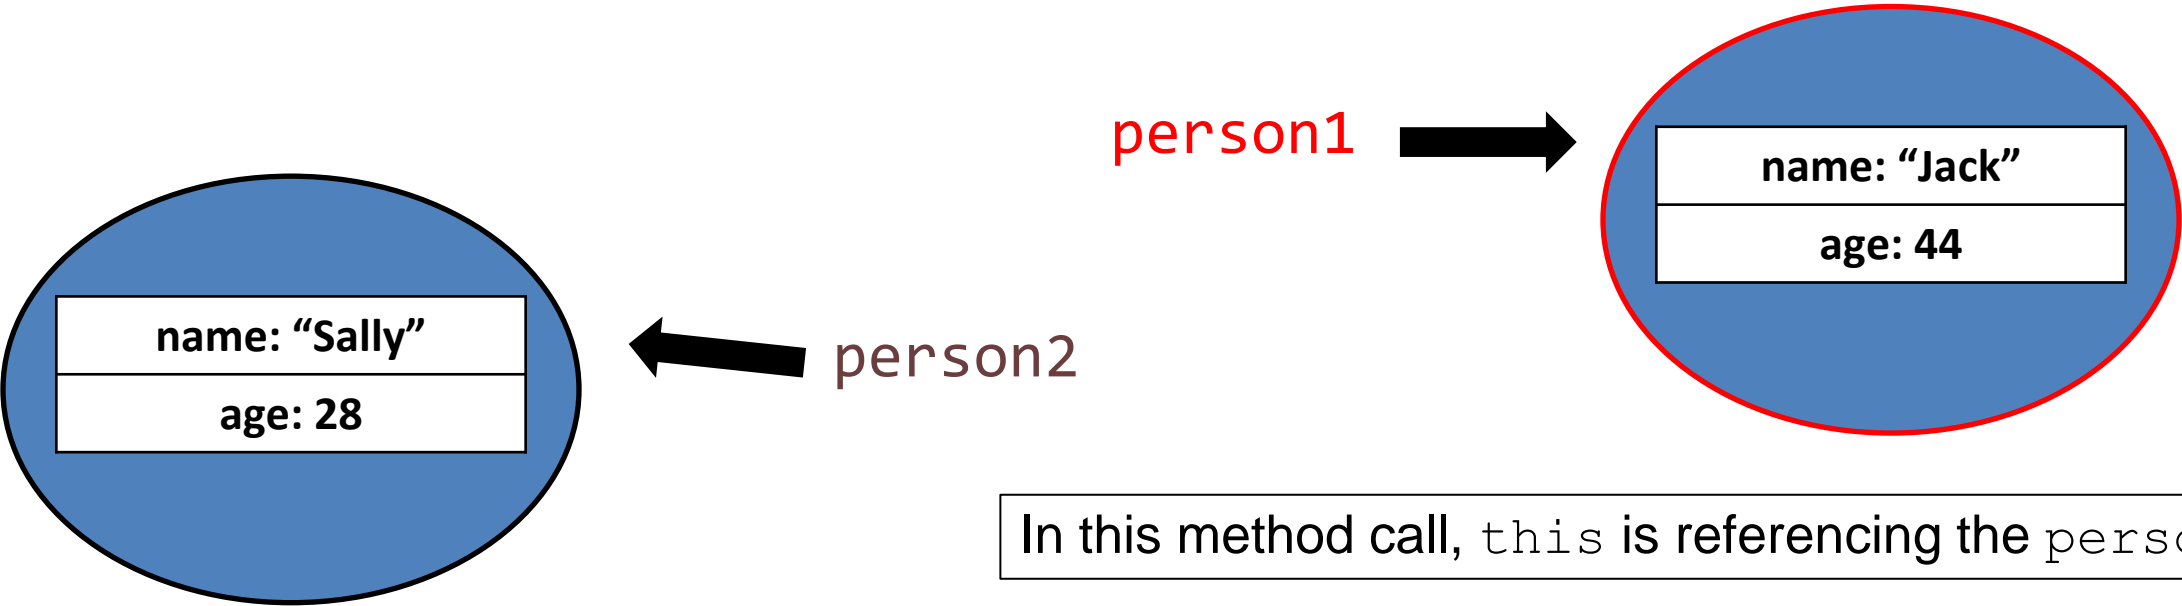 person1
name: “Jack”
age: 44
name: “Sally”
age: 28
person2
In this method call, this is referencing the